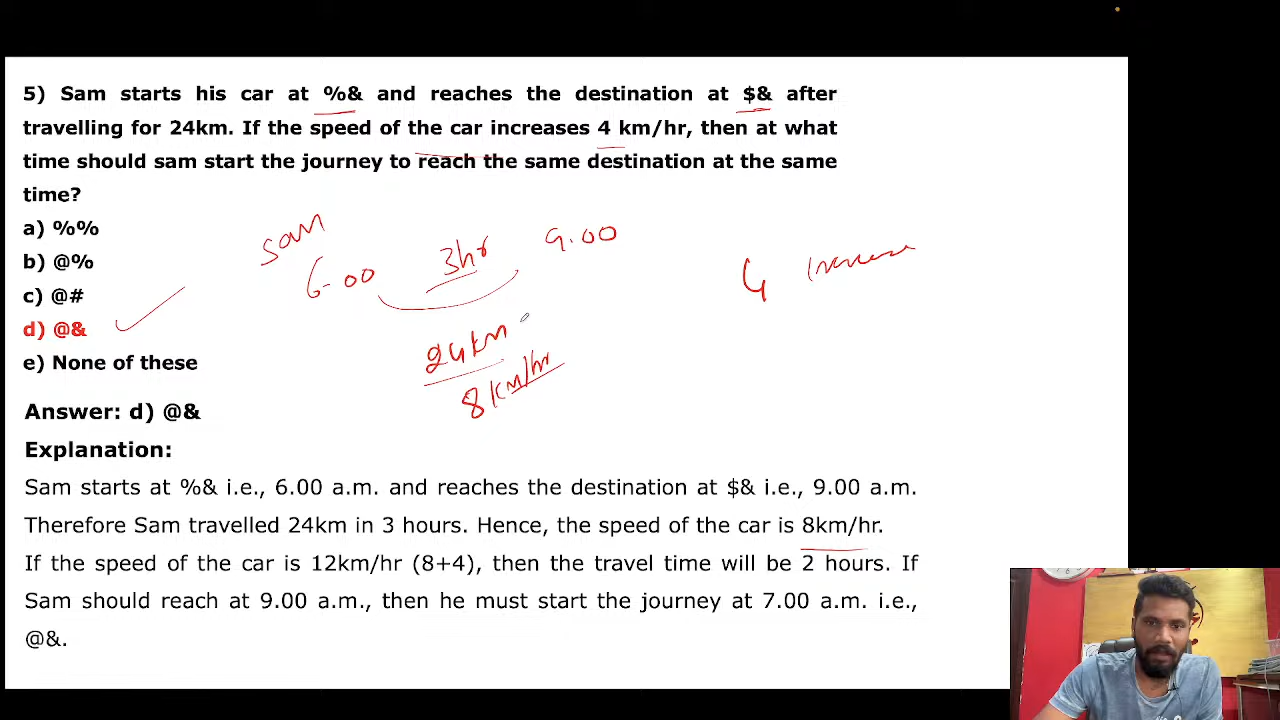 5) Sam starts his car at %& and reaches the destination at $& after
travelling for 24km. If the speed of the car increases 4 km/hr, then at what
time should sam start the journey to reach the same destination at the same
time?
a) %%
b) @%
c) @#
d) @&
e) None of these
Sam
6.00 3hr 9.00
4 increase
24km
8km/hr
Answer: d) @&
Explanation:
Sam starts at %& i.e., 6.00 a.m. and reaches the destination at $& i.e., 9.00 a.m.
Therefore Sam travelled 24km in 3 hours. Hence, the speed of the car is 8km/hr.
If the speed of the car is 12km/hr (8+4), then the travel time will be 2 hours. If
Sam should reach at 9.00 a.m., then he must start the journey at 7.00 a.m. i.e.,
@&.